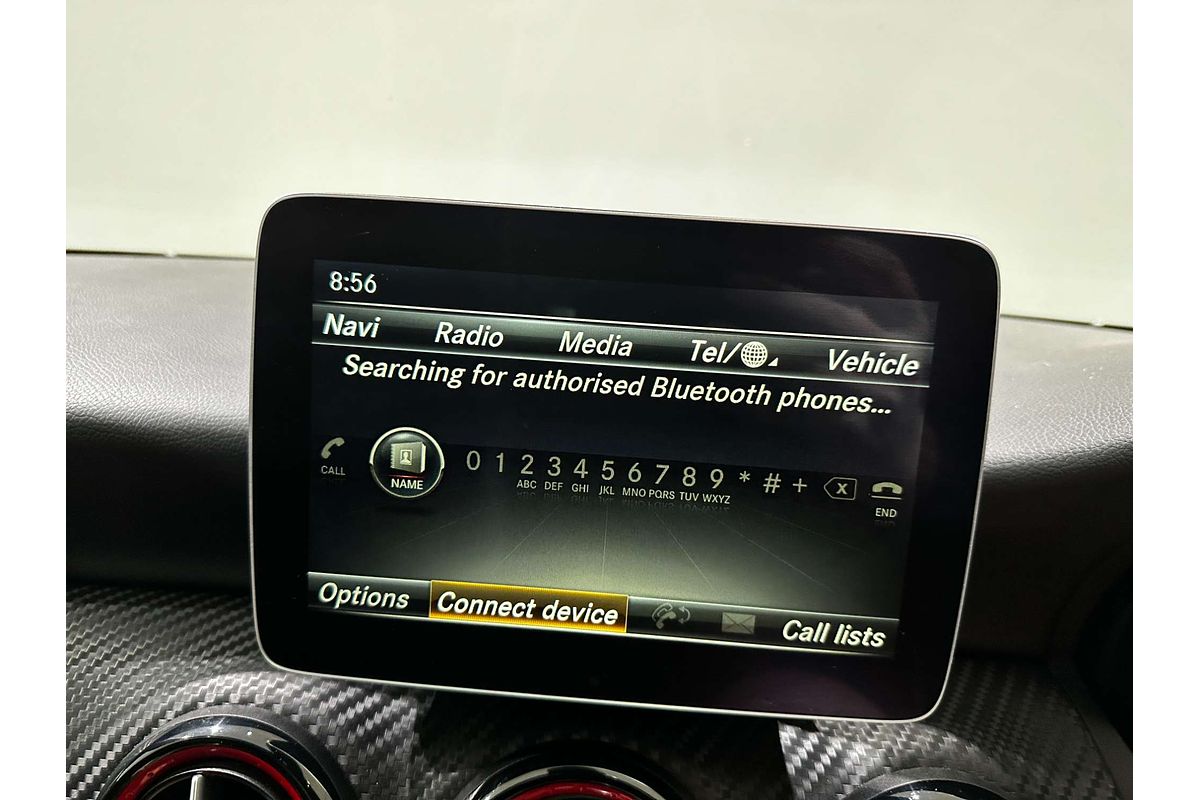 8:56
Navi Radio Media Tel/ Vehicle
Searching for authorised Bluetooth phones...
CALL NAME 0 1 2 3 4 5 6 7 8 9 * # + X END
ABC DEF GHI JKL MNO PQRS TUV WXYZ
Options Connect device Call lists